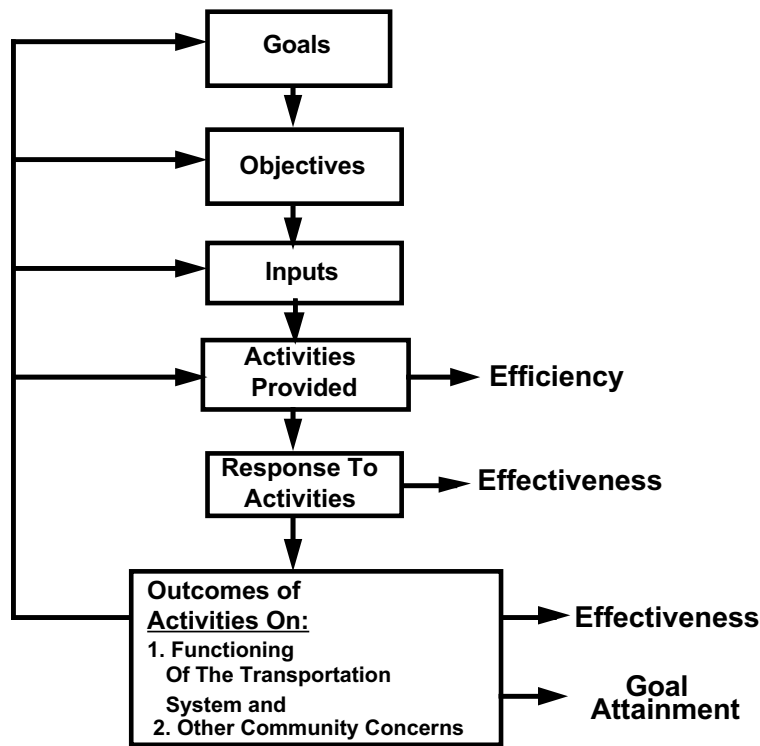 Goals
Objectives
Inputs
Activities
Provided
Efficiency
Response To
Activities
Effectiveness
Outcomes of
Activities On:
1. Functioning
Of The Transportation
System and
2. Other Community Concerns
Effectiveness
Goal
Attainment